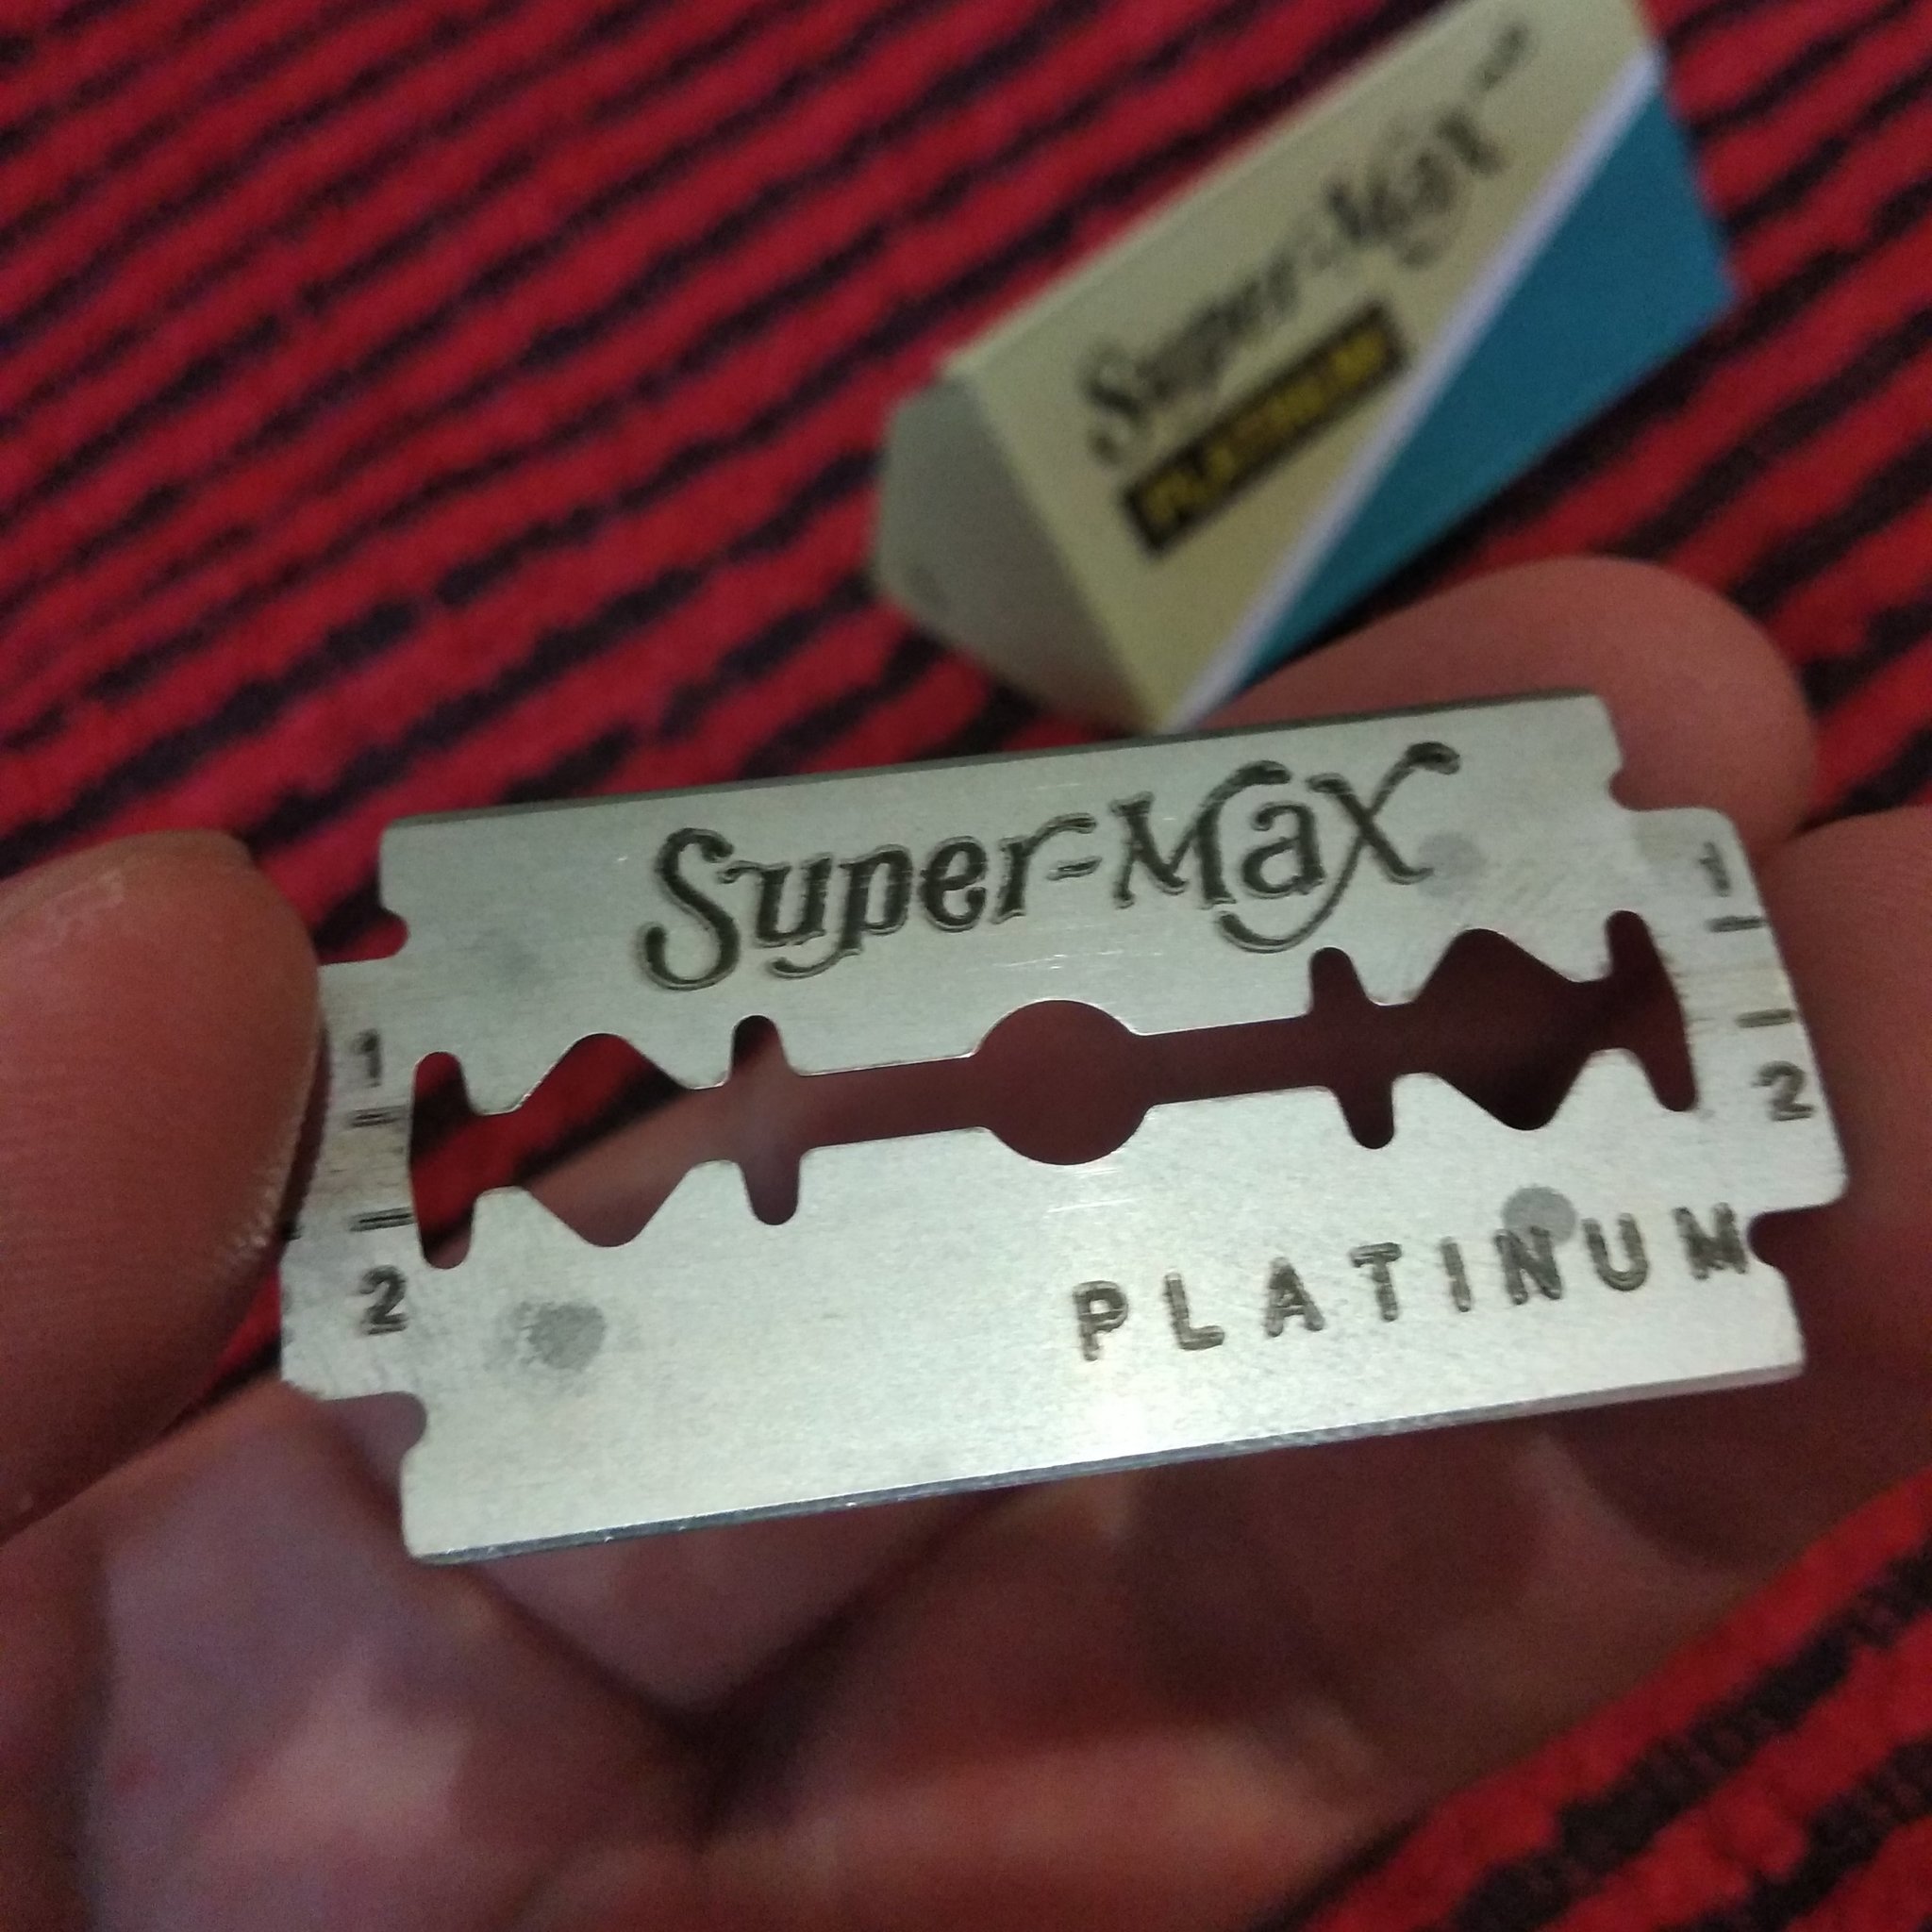 Super-Max
PLATINUM
Super-Max
1
1
2
2
PLATINUM